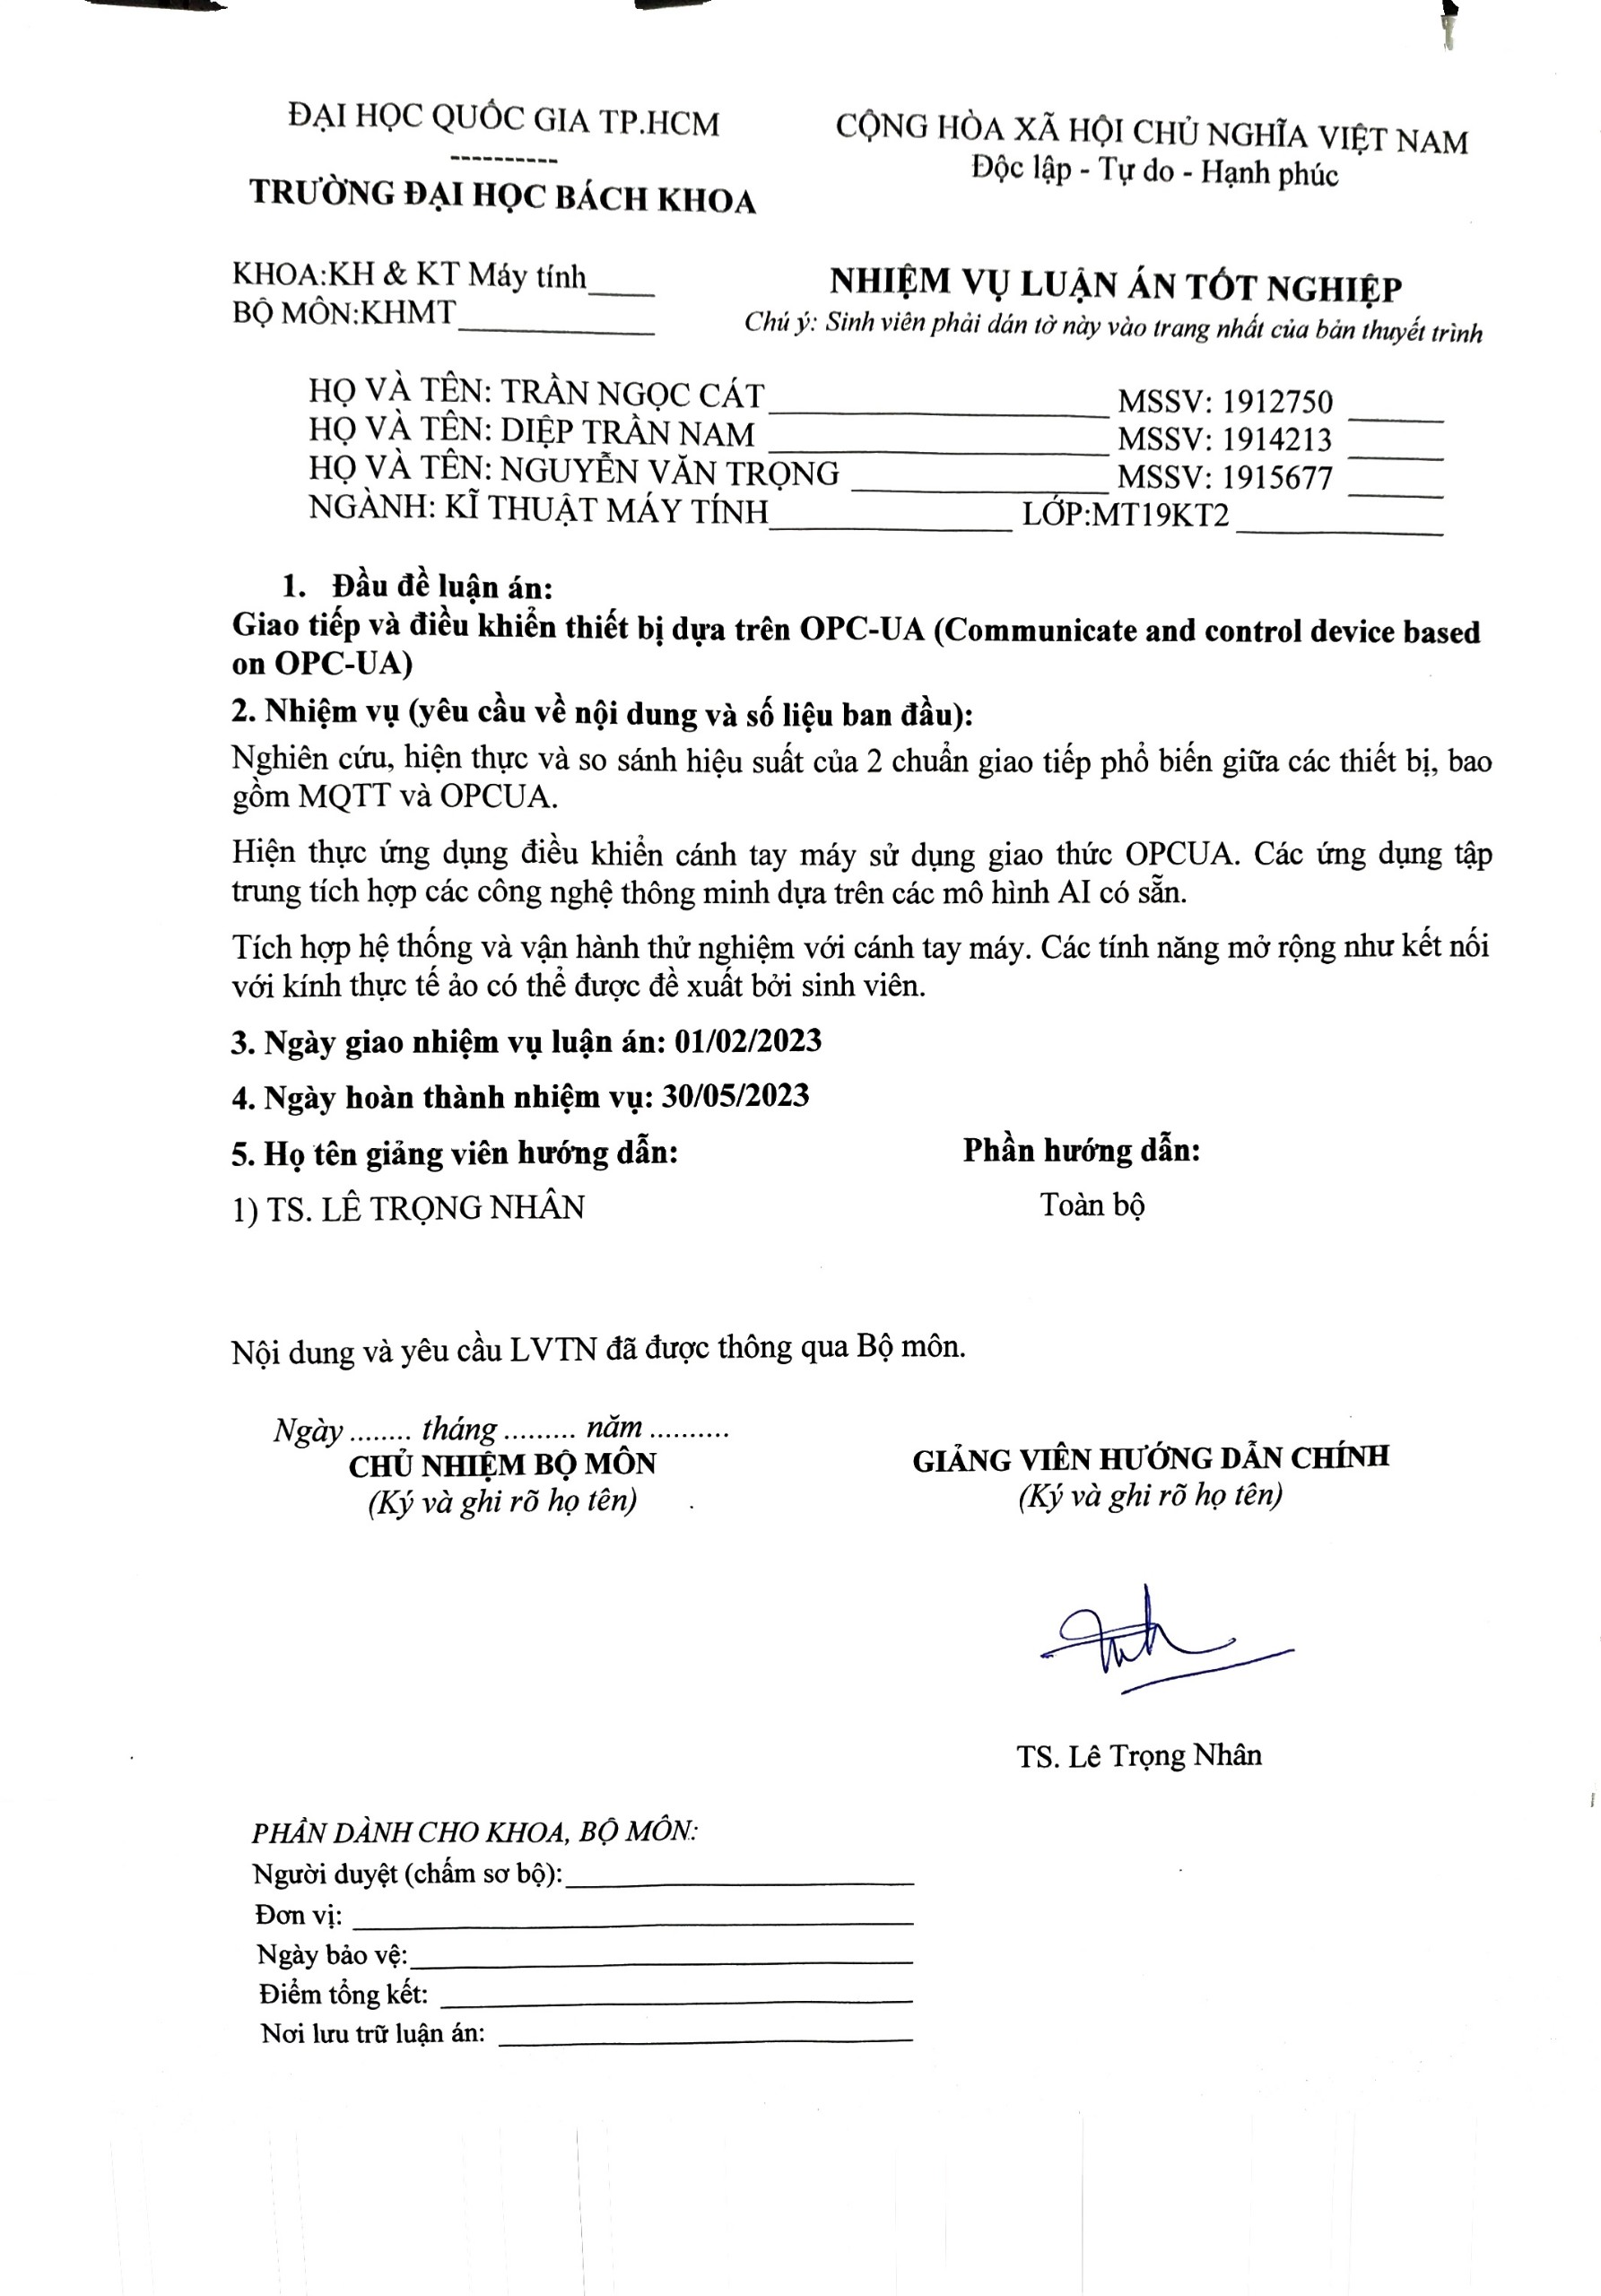 ĐẠI HỌC QUỐC GIA TP.HCM
----------
TRƯỜNG ĐẠI HỌC BÁCH KHOA
CỘNG HÒA XÃ HỘI CHỦ NGHĨA VIỆT NAM
Độc lập - Tự do - Hạnh phúc
KHOA:KH & KT Máy tính____
BỘ MÔN:KHMT____________
NHIỆM VỤ LUẬN ÁN TỐT NGHIỆP
Chú ý: Sinh viên phải dán tờ này vào trang nhất của bản thuyết trình
HỌ VÀ TÊN: TRẦN NGỌC CÁT____________________ MSSV: 1912750 ______
HỌ VÀ TÊN: DIỆP TRẦN NAM ____________________ MSSV: 1914213 ______
HỌ VÀ TÊN: NGUYỄN VĂN TRỌNG _______________ MSSV: 1915677 ______
NGÀNH: KĨ THUẬT MÁY TÍNH_______________ LỚP:MT19KT2 ____________
1. Đầu đề luận án:
Giao tiếp và điều khiển thiết bị dựa trên OPC-UA (Communicate and control device based
on OPC-UA)
2. Nhiệm vụ (yêu cầu về nội dung và số liệu ban đầu):
Nghiên cứu, hiện thực và so sánh hiệu suất của 2 chuẩn giao tiếp phổ biến giữa các thiết bị, bao
gồm MQTT và OPCUA.
Hiện thực ứng dụng điều khiển cánh tay máy sử dụng giao thức OPCUA. Các ứng dụng tập
trung tích hợp các công nghệ thông minh dựa trên các mô hình AI có sẵn.
Tích hợp hệ thống và vận hành thử nghiệm với cánh tay máy. Các tính năng mở rộng như kết nối
với kính thực tế ảo có thể được đề xuất bởi sinh viên.
3. Ngày giao nhiệm vụ luận án: 01/02/2023
4. Ngày hoàn thành nhiệm vụ: 30/05/2023
5. Họ tên giảng viên hướng dẫn: Phần hướng dẫn:
1) TS. LÊ TRỌNG NHÂN Toàn bộ
Nội dung và yêu cầu LVTN đã được thông qua Bộ môn.
Ngày ........ tháng ......... năm ..........
CHỦ NHIỆM BỘ MÔN
(Ký và ghi rõ họ tên)
GIẢNG VIÊN HƯỚNG DẪN CHÍNH
(Ký và ghi rõ họ tên)
TS. Lê Trọng Nhân
PHẦN DÀNH CHO KHOA, BỘ MÔN:
Người duyệt (chấm sơ bộ):______________________
Đơn vị: ___________________________________
Ngày bảo vệ:________________________________
Điểm tổng kết: ______________________________
Nơi lưu trữ luận án: __________________________